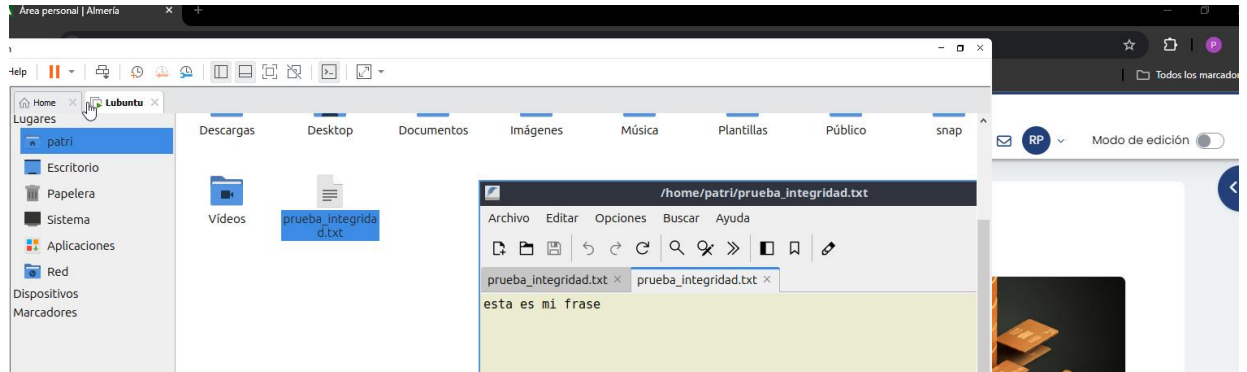 Área personal | Almería
Help
Todos los marcador
Home
Lubuntu
Lugares
patri
Escritorio
Papelera
Sistema
Aplicaciones
Red
Dispositivos
Marcadores
Descargas Desktop Documentos Imágenes Música Plantillas Público snap
Vídeos
prueba_integrida
d.txt
/home/patri/prueba_integridad.txt
Archivo Editar Opciones Buscar Ayuda
prueba_integridad.txt prueba_integridad.txt
esta es mi frase
P
RP
Modo de edición